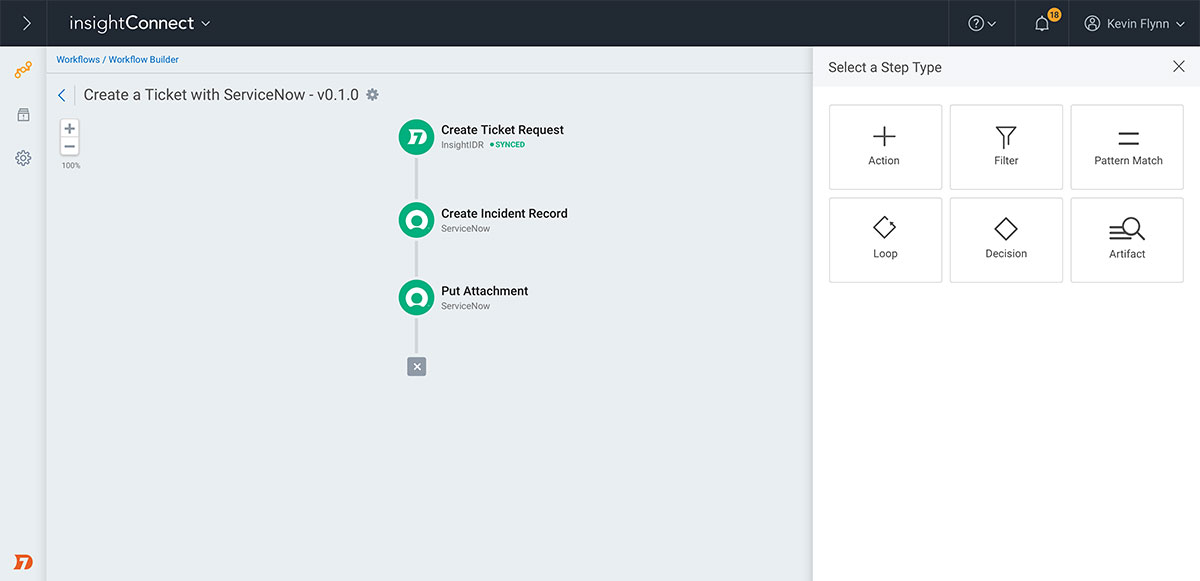 insightConnect
18
Kevin Flynn
Workflows / Workflow Builder
Create a Ticket with ServiceNow - v0.1.0
100%
Create Ticket Request
InsightIDR SYNCED
Create Incident Record
ServiceNow
Put Attachment
ServiceNow
Select a Step Type
Action
Filter
Pattern Match
Loop
Decision
Artifact